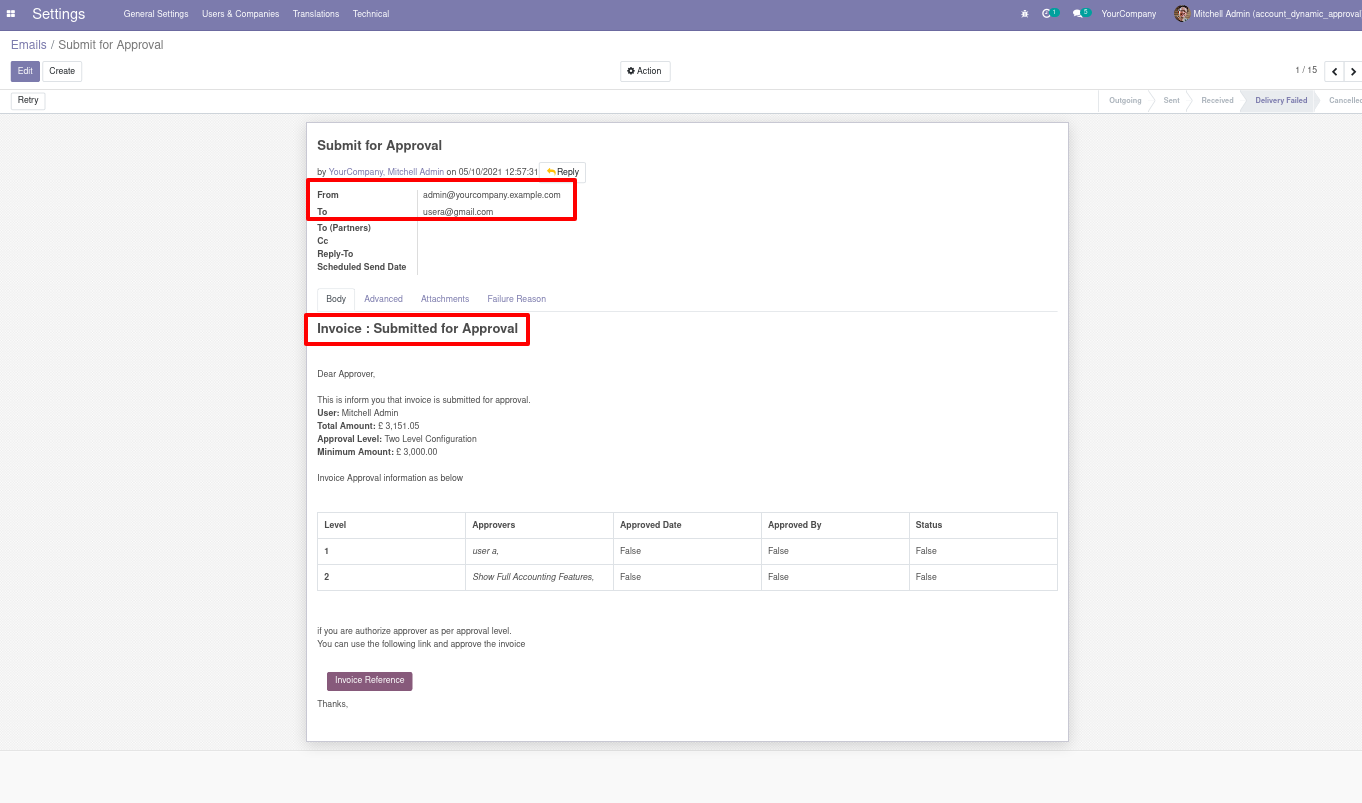 Settings General Settings Users & Companies Translations Technical 1 5 YourCompany Mitchell Admin (account_dynamic_approval
Emails / Submit for Approval
Edit Create Action 1 / 15
Retry Outgoing Sent Received Delivery Failed Cancelled
Submit for Approval
by YourCompany, Mitchell Admin on 05/10/2021 12:57:31 Reply
From admin@yourcompany.example.com
To usera@gmail.com
To (Partners)
Cc
Reply-To
Scheduled Send Date
Body Advanced Attachments Failure Reason
Invoice : Submitted for Approval
Dear Approver,
This is inform you that invoice is submitted for approval.
User: Mitchell Admin
Total Amount: £ 3,151.05
Approval Level: Two Level Configuration
Minimum Amount: £ 3,000.00
Invoice Approval information as below
Level Approvers Approved Date Approved By Status
1 user a, False False False
2 Show Full Accounting Features, False False False
if you are authorize approver as per approval level.
You can use the following link and approve the invoice
Invoice Reference
Thanks,